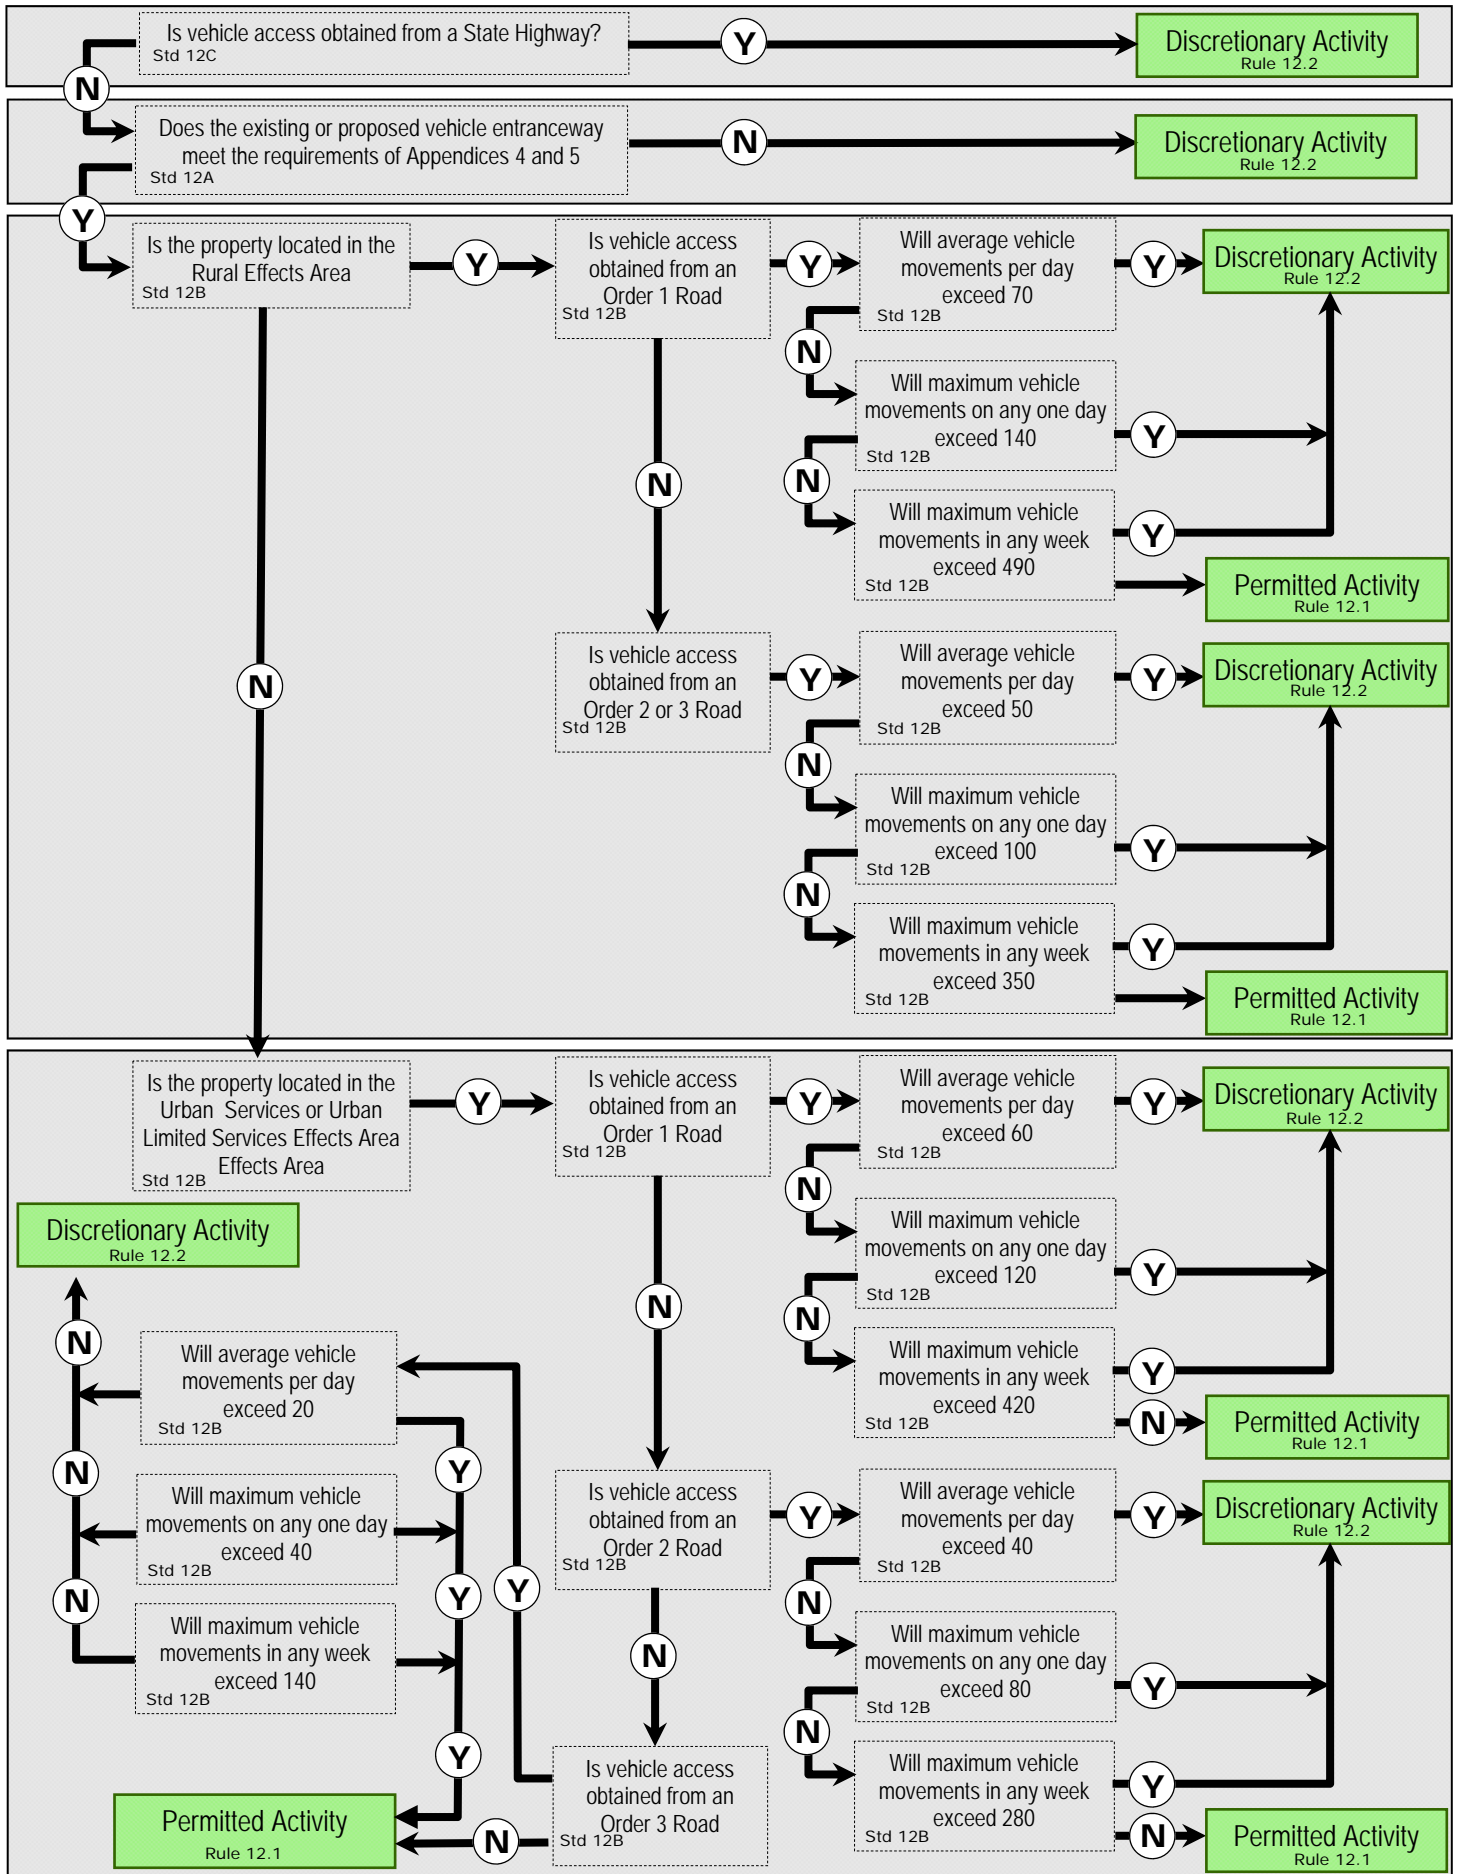 Is vehicle access obtained from a State Highway?
Std 12C
Y
Discretionary Activity
Rule 12.2
N
Does the existing or proposed vehicle entranceway
meet the requirements of Appendices 4 and 5
Std 12A
N
Discretionary Activity
Rule 12.2
Y
Is the property located in the
Rural Effects Area
Std 12B
Y
Is vehicle access
obtained from an
Order 1 Road
Std 12B
Y
Will average vehicle
movements per day
exceed 70
Std 12B
Y
Discretionary Activity
Rule 12.2
N
Will maximum vehicle
movements on any one day
exceed 140
Std 12B
Y
N
Will maximum vehicle
movements in any week
exceed 490
Std 12B
Y
Permitted Activity
Rule 12.1
N
N
Is vehicle access
obtained from an
Order 2 or 3 Road
Std 12B
Y
Will average vehicle
movements per day
exceed 50
Std 12B
Y
Discretionary Activity
Rule 12.2
N
Will maximum vehicle
movements on any one day
exceed 100
Std 12B
Y
N
Will maximum vehicle
movements in any week
exceed 350
Std 12B
Y
Permitted Activity
Rule 12.1
Is the property located in the
Urban Services or Urban
Limited Services Effects Area
Effects Area
Std 12B
Y
Is vehicle access
obtained from an
Order 1 Road
Std 12B
Y
Will average vehicle
movements per day
exceed 60
Std 12B
Y
Discretionary Activity
Rule 12.2
N
Will maximum vehicle
movements on any one day
exceed 120
Std 12B
Y
N
Will maximum vehicle
movements in any week
exceed 420
Std 12B
Y
N
Permitted Activity
Rule 12.1
N
Is vehicle access
obtained from an
Order 2 Road
Std 12B
Y
Will average vehicle
movements per day
exceed 40
Std 12B
Y
Discretionary Activity
Rule 12.2
N
Will maximum vehicle
movements on any one day
exceed 80
Std 12B
Y
N
Will maximum vehicle
movements in any week
exceed 280
Std 12B
Y
N
Permitted Activity
Rule 12.1
N
Is vehicle access
obtained from an
Order 3 Road
Std 12B
Y
N
Discretionary Activity
Rule 12.2
N
Will average vehicle
movements per day
exceed 20
Std 12B
Y
N
Will maximum vehicle
movements on any one day
exceed 40
Std 12B
Y
N
Will maximum vehicle
movements in any week
exceed 140
Std 12B
Y
Permitted Activity
Rule 12.1